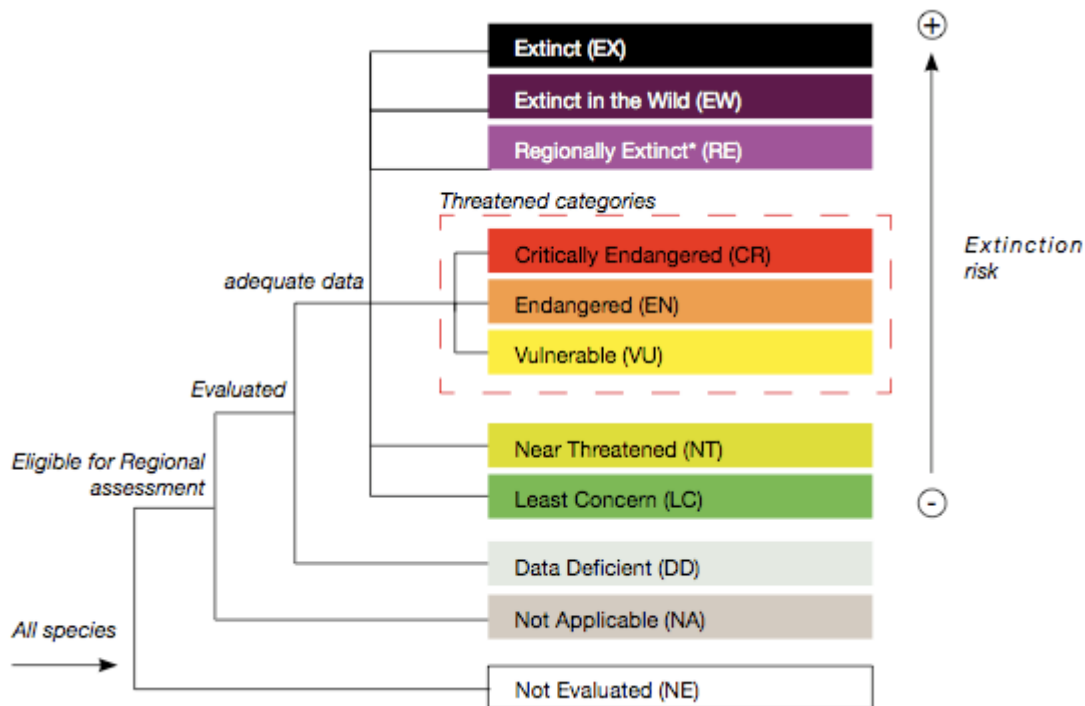 Extinct (EX)
Extinct in the Wild (EW)
Regionally Extinct* (RE)
Threatened categories
Critically Endangered (CR)
adequate data
Endangered (EN)
Vulnerable (VU)
Evaluated
Near Threatened (NT)
Eligible for Regional
assessment
Least Concern (LC)
Data Deficient (DD)
Not Applicable (NA)
All species
Not Evaluated (NE)
+
Extinction
risk
-